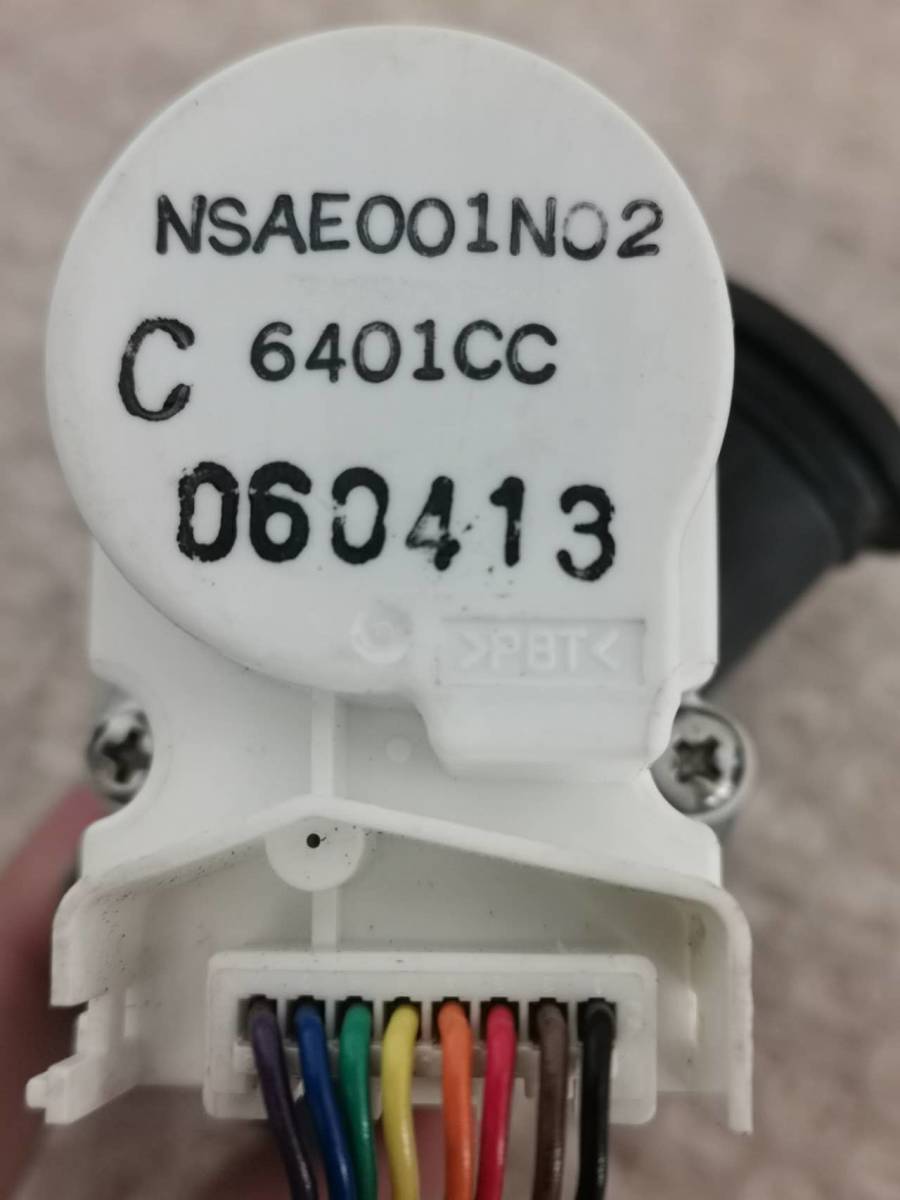 NSAE001N02
C 6401CC
060413
>PBT<